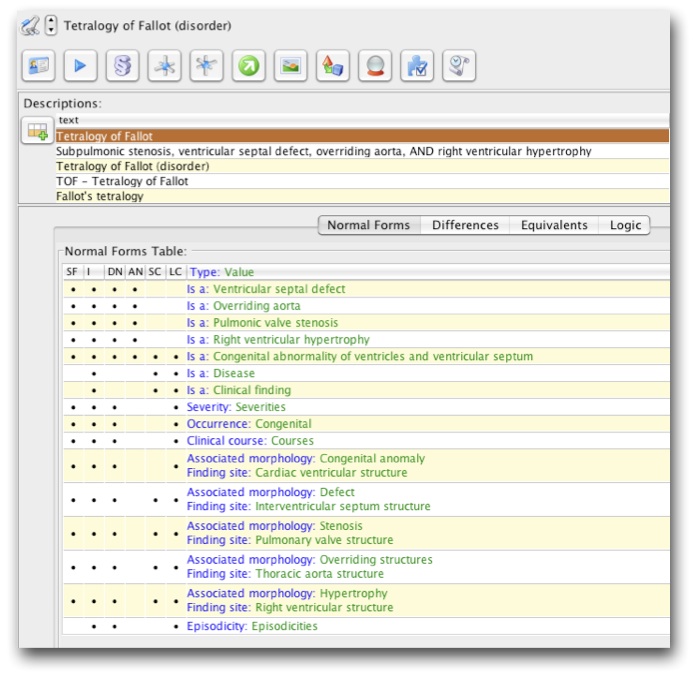 Tetralogy of Fallot (disorder)
Descriptions:
text
Tetralogy of Fallot
Subpulmonic stenosis, ventricular septal defect, overriding aorta, AND right ventricular hypertrophy
Tetralogy of Fallot (disorder)
TOF – Tetralogy of Fallot
Fallot's tetralogy
Normal Forms Differences Equivalents Logic
Normal Forms Table:
SF I DN AN SC LC Type: Value
Is a: Ventricular septal defect
Is a: Overriding aorta
Is a: Pulmonic valve stenosis
Is a: Right ventricular hypertrophy
Is a: Congenital abnormality of ventricles and ventricular septum
Is a: Disease
Is a: Clinical finding
Severity: Severities
Occurrence: Congenital
Clinical course: Courses
Associated morphology: Congenital anomaly
Finding site: Cardiac ventricular structure
Associated morphology: Defect
Finding site: Interventricular septum structure
Associated morphology: Stenosis
Finding site: Pulmonary valve structure
Associated morphology: Overriding structures
Finding site: Thoracic aorta structure
Associated morphology: Hypertrophy
Finding site: Right ventricular structure
Episodicity: Episodicities